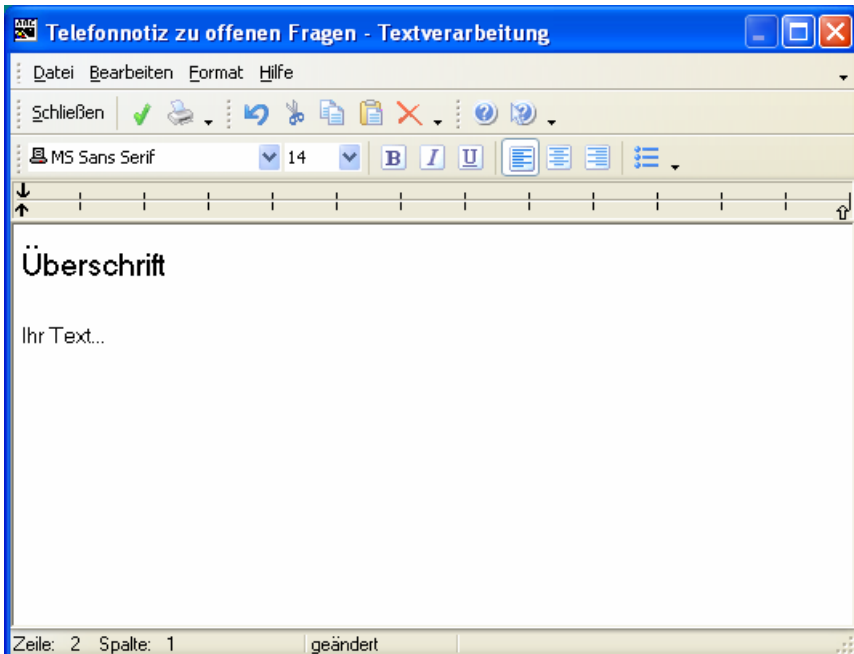 Telefonnotiz zu offenen Fragen - Textverarbeitung
Datei Bearbeiten Format Hilfe
Schließen
MS Sans Serif 14 B I U
Überschrift
Ihr Text...
Zeile: 2 Spalte: 1 geändert